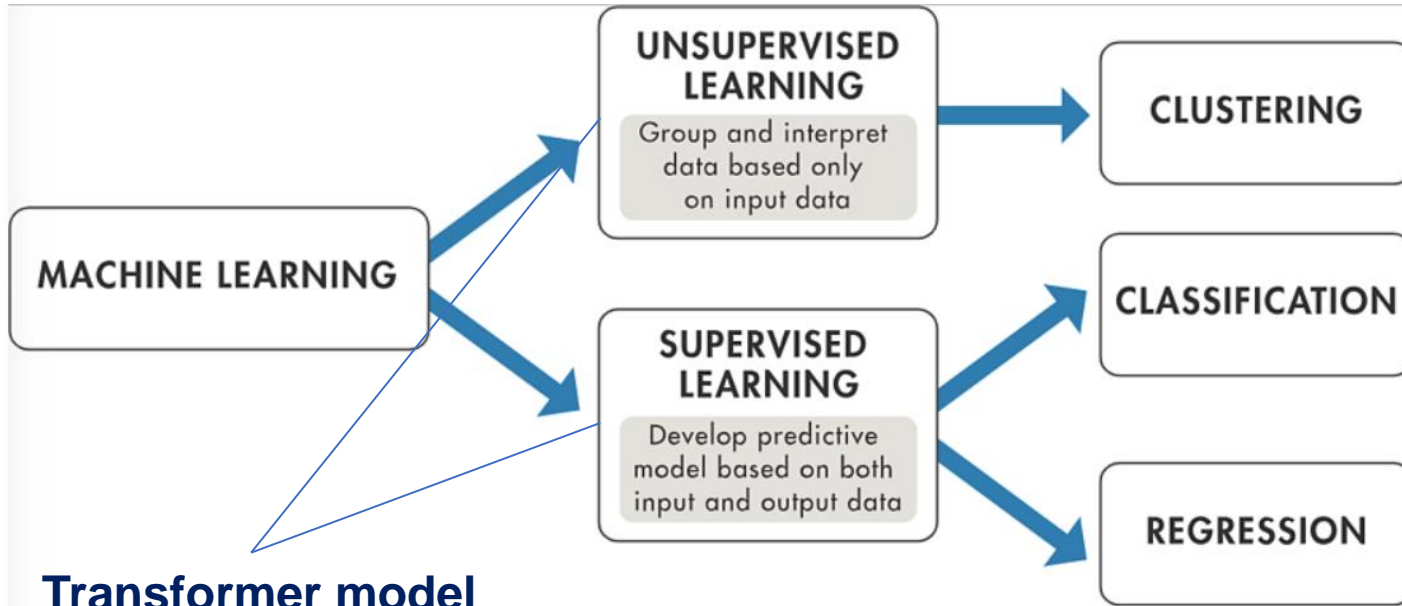 UNSUPERVISED
LEARNING
Group and interpret
data based only
on input data
CLUSTERING
MACHINE LEARNING
SUPERVISED
LEARNING
Develop predictive
model based on both
input and output data
CLASSIFICATION
REGRESSION
Transformer model